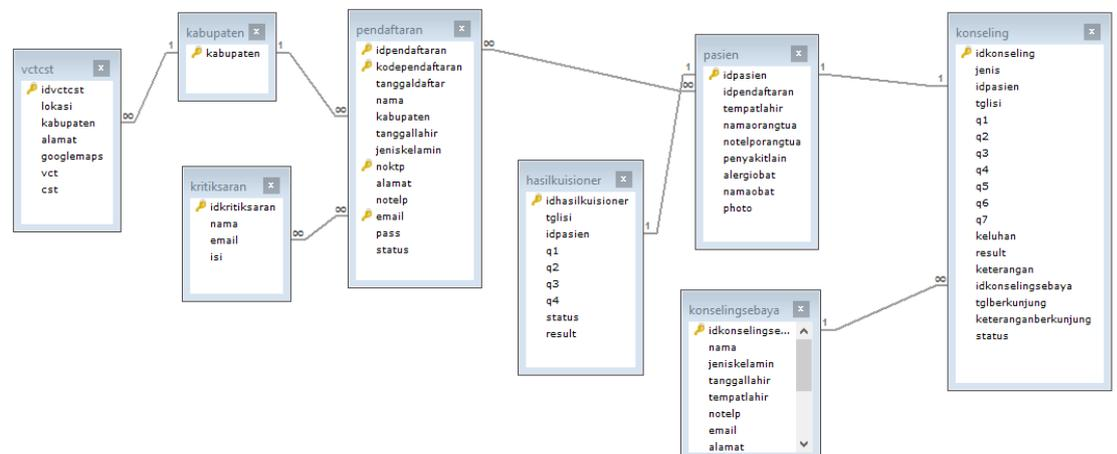 vctcst
idvctcst
lokasi
kabupaten
alamat
googlemaps
vct
cst
kabupaten
kabupaten
kritiksaran
idkritiksaran
nama
email
isi
pendaftaran
idpendaftaran
kodependaftaran
tanggaldaftar
nama
kabupaten
tanggallahir
jeniskelamin
noktp
alamat
notelp
email
pass
status
hasilkuisioner
idhasilkuisioner
tglisi
idpasien
q1
q2
q3
q4
status
result
pasien
idpasien
idpendaftaran
tempatlahir
namaorangtua
notelporangtua
penyakitlain
alergiobat
namaobat
photo
konselingsebaya
idkonselingse...
nama
jeniskelamin
tanggallahir
tempatlahir
notelp
email
alamat
konseling
idkonseling
jenis
idpasien
tglisi
q1
q2
q3
q4
q5
q6
q7
keluhan
result
keterangan
idkonselingsebaya
tglberkunjung
keteranganberkunjung
status
1
∞
1
∞
∞
∞
∞
∞
1
1
1
1
1
∞